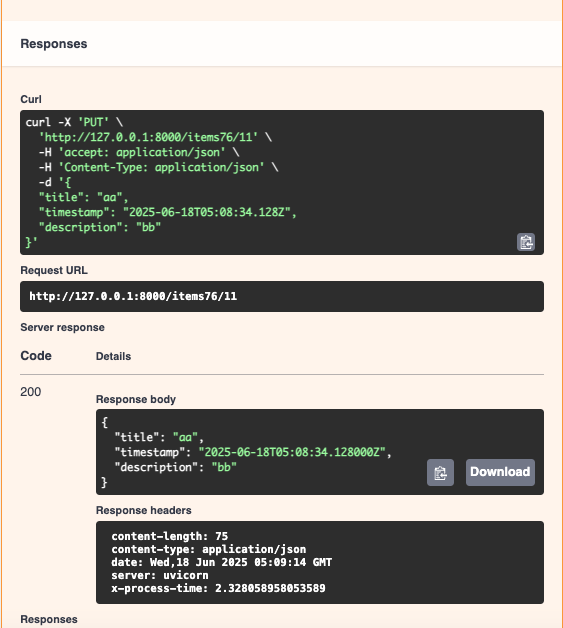 Responses
Curl
curl -X 'PUT' \
  'http://127.0.0.1:8000/items76/11' \
  -H 'accept: application/json' \
  -H 'Content-Type: application/json' \
  -d '{
  "title": "aa",
  "timestamp": "2025-06-18T05:08:34.128Z",
  "description": "bb"
}'
Request URL
http://127.0.0.1:8000/items76/11
Server response
Code Details
200
Response body
{
  "title": "aa",
  "timestamp": "2025-06-18T05:08:34.128000Z",
  "description": "bb"
}
Download
Response headers
content-length: 75
content-type: application/json
date: Wed,18 Jun 2025 05:09:14 GMT
server: uvicorn
x-process-time: 2.328058958053589
Responses